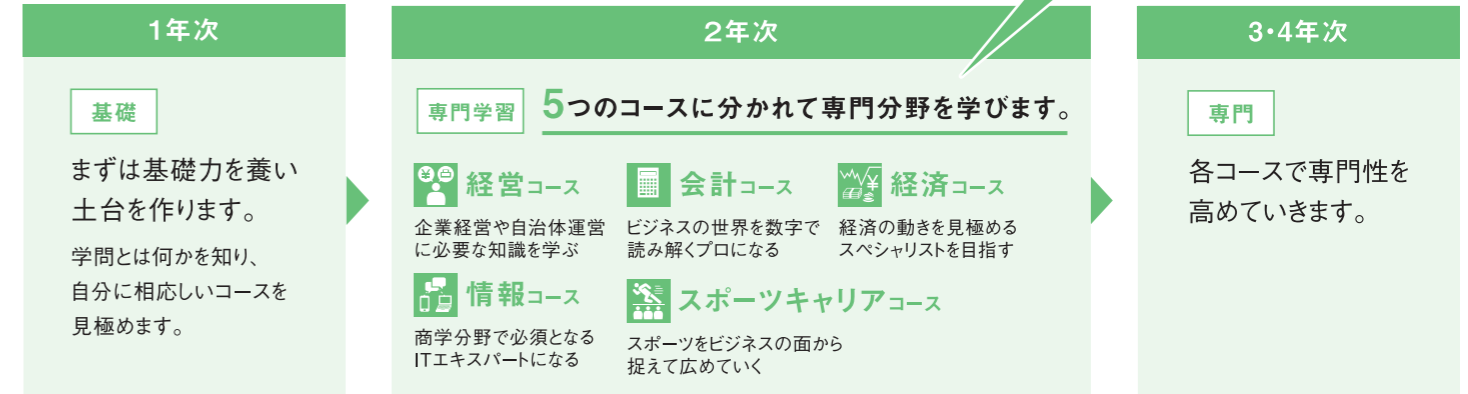 1年次
基礎
まずは基礎力を養い
土台を作ります。
学問とは何かを知り、
自分に相応しいコースを
見極めます。
2年次
専門学習
5つのコースに分かれて専門分野を学びます。
経営コース
企業経営や自治体運営
に必要な知識を学ぶ
会計コース
ビジネスの世界を数字で
読み解くプロになる
経済コース
経済の動きを見極める
スペシャリストを目指す
情報コース
商学分野で必須となる
ITエキスパートになる
スポーツキャリアコース
スポーツをビジネスの面から
捉えて広めていく
3・4年次
専門
各コースで専門性を
高めていきます。